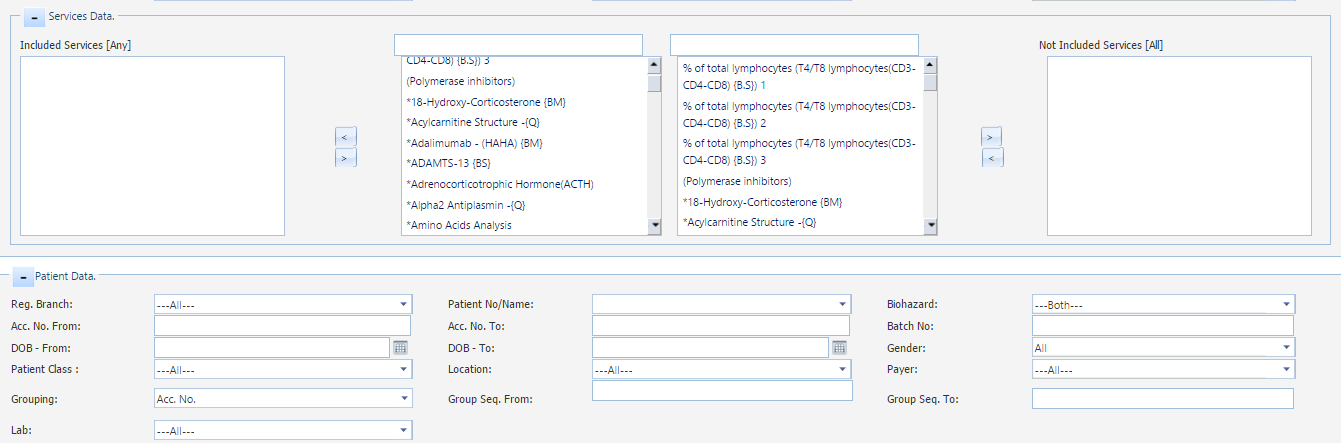 Services Data.
Included Services [Any]
Not Included Services [All]
CD4-CD8) {B.S}) 3
(Polymerase inhibitors)
*18-Hydroxy-Corticosterone {BM}
*Acylcarnitine Structure -{Q}
*Adalimumab - (HAHA) {BM}
*ADAMTS-13 {BS}
*Adrenocorticotrophic Hormone(ACTH)
*Alpha2 Antiplasmin -{Q}
*Amino Acids Analysis
<
>
% of total lymphocytes (T4/T8 lymphocytes(CD3-
CD4-CD8) {B.S}) 1
% of total lymphocytes (T4/T8 lymphocytes(CD3-
CD4-CD8) {B.S}) 2
% of total lymphocytes (T4/T8 lymphocytes(CD3-
CD4-CD8) {B.S}) 3
(Polymerase inhibitors)
*18-Hydroxy-Corticosterone {BM}
*Acylcarnitine Structure -{Q}
>
<
Patient Data.
Reg. Branch: ---All--- Patient No/Name: Biohazard: ---Both---
Acc. No. From: Acc. No. To: Batch No:
DOB - From: DOB - To: Gender: All
Patient Class : ---All--- Location: ---All--- Payer: ---All---
Grouping: Acc. No. Group Seq. From: Group Seq. To:
Lab: ---All---